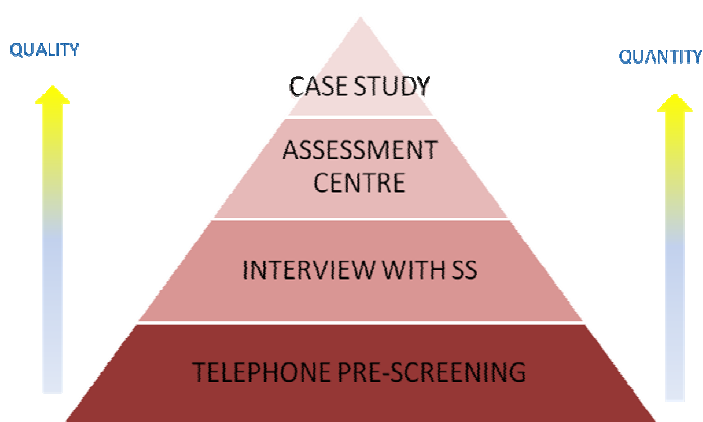 QUALITY
QUANTITY
CASE STUDY
ASSESSMENT
CENTRE
INTERVIEW WITH SS
TELEPHONE PRE-SCREENING